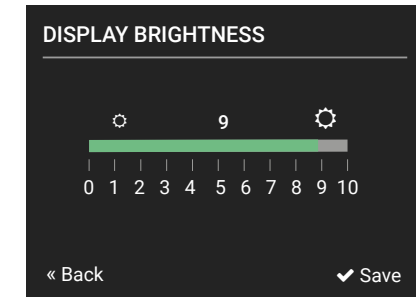 DISPLAY BRIGHTNESS
9
0 1 2 3 4 5 6 7 8 9 10
« Back
Save